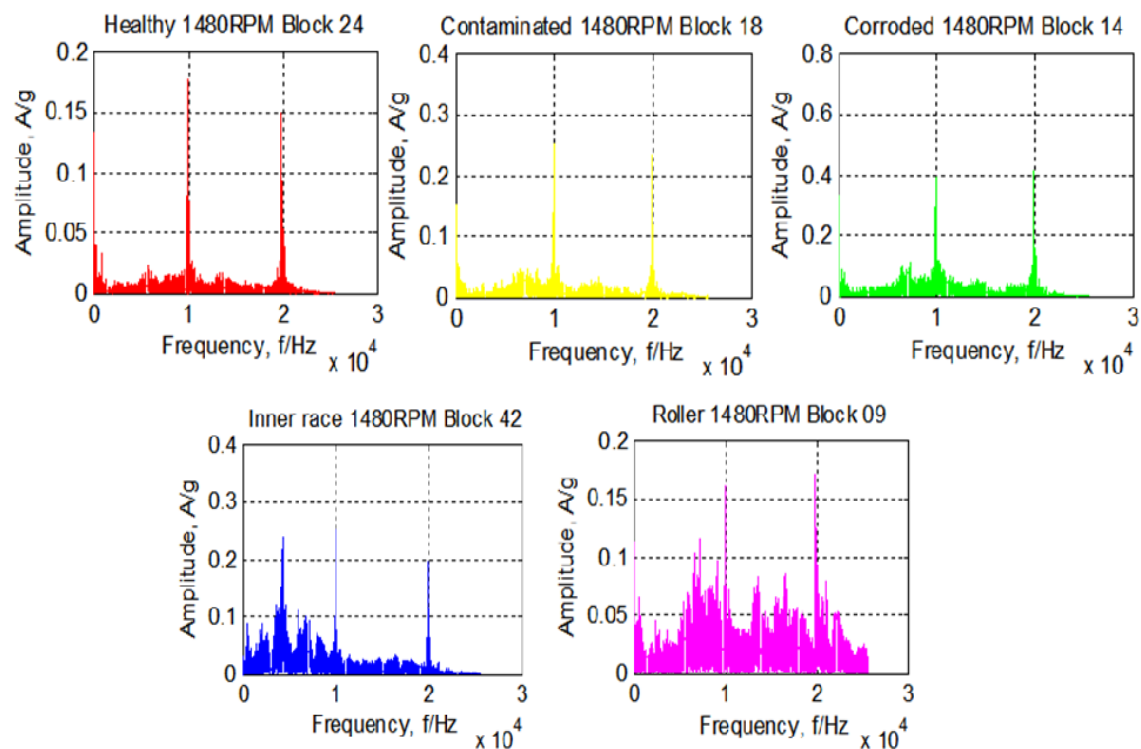 Healthy 1480RPM Block 24
Contaminated 1480RPM Block 18
Corroded 1480RPM Block 14
0.2
0.15
0.1
0.05
0
Amplitude, A/g
0 1 2 3
Frequency, f/Hz
x 10^4
0.4
0.3
0.2
0.1
0
Amplitude, A/g
0 1 2 3
Frequency, f/Hz
x 10^4
0.8
0.6
0.4
0.2
0
Amplitude, A/g
0 1 2 3
Frequency, f/Hz
x 10^4
Inner race 1480RPM Block 42
Roller 1480RPM Block 09
0.4
0.3
0.2
0.1
0
Amplitude, A/g
0 1 2 3
Frequency, f/Hz
x 10^4
0.2
0.15
0.1
0.05
0
Amplitude, A/g
0 1 2 3
Frequency, f/Hz
x 10^4